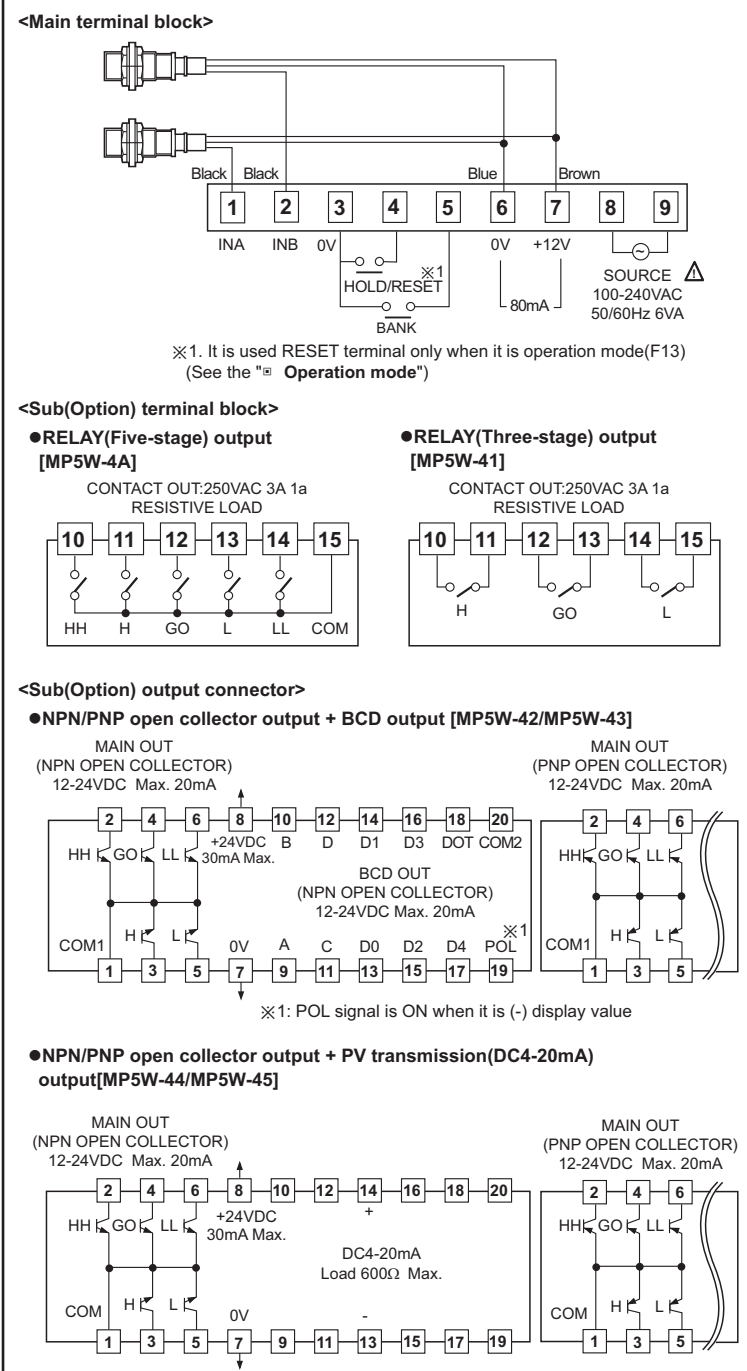 <Main terminal block>
Black Black Blue Brown
1 2 3 4 5 6 7 8 9
INA INB 0V 0V +12V
※1
HOLD/RESET
SOURCE ⚠
100-240VAC
80mA
50/60Hz 6VA
BANK
※1. It is used RESET terminal only when it is operation mode(F13)
(See the "▣ Operation mode")
<Sub(Option) terminal block>
●RELAY(Five-stage) output
[MP5W-4A]
CONTACT OUT:250VAC 3A 1a
RESISTIVE LOAD
10 11 12 13 14 15
HH H GO L LL COM
●RELAY(Three-stage) output
[MP5W-41]
CONTACT OUT:250VAC 3A 1a
RESISTIVE LOAD
10 11 12 13 14 15
H GO L
<Sub(Option) output connector>
●NPN/PNP open collector output + BCD output [MP5W-42/MP5W-43]
MAIN OUT
(NPN OPEN COLLECTOR)
12-24VDC Max. 20mA
2 4 6 8 10 12 14 16 18 20
HH GO LL
+24VDC
30mA Max.
B D D1 D3 DOT COM2
BCD OUT
(NPN OPEN COLLECTOR)
12-24VDC Max. 20mA
※1
COM1 H L 0V A C D0 D2 D4 POL
1 3 5 7 9 11 13 15 17 19
MAIN OUT
(PNP OPEN COLLECTOR)
12-24VDC Max. 20mA
2 4 6
HH GO LL
COM1 H L
1 3 5
※1: POL signal is ON when it is (-) display value
●NPN/PNP open collector output + PV transmission(DC4-20mA)
output[MP5W-44/MP5W-45]
MAIN OUT
(NPN OPEN COLLECTOR)
12-24VDC Max. 20mA
2 4 6 8 10 12 14 16 18 20
HH GO LL
+24VDC
30mA Max.
+
DC4-20mA
Load 600Ω Max.
COM H L 0V -
1 3 5 7 9 11 13 15 17 19
MAIN OUT
(PNP OPEN COLLECTOR)
12-24VDC Max. 20mA
2 4 6
HH GO LL
COM H L
1 3 5